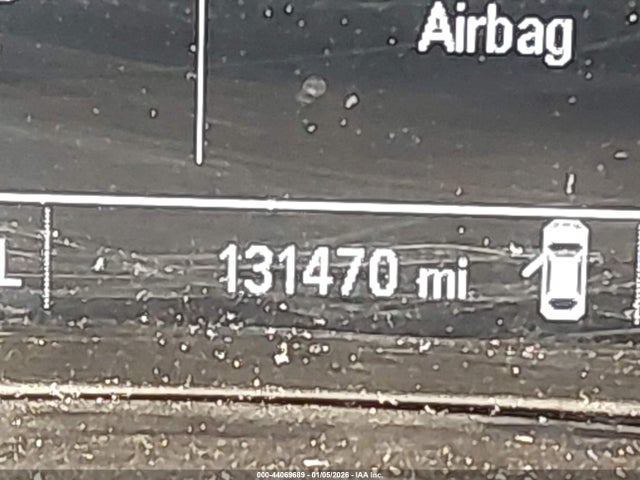 Airbag
131470 mi
000-44069689 - 01/05/2026 - IAA Inc.